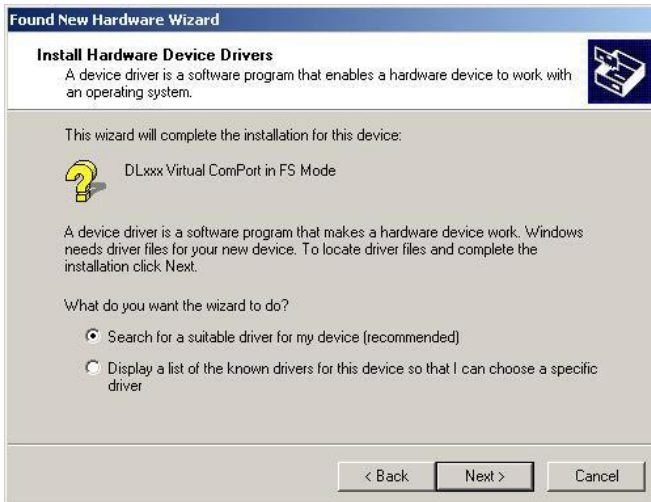 Found New Hardware Wizard
Install Hardware Device Drivers
A device driver is a software program that enables a hardware device to work with
an operating system.
This wizard will complete the installation for this device:
DLxxx Virtual ComPort in FS Mode
A device driver is a software program that makes a hardware device work. Windows
needs driver files for your new device. To locate driver files and complete the
installation click Next.
What do you want the wizard to do?
Search for a suitable driver for my device (recommended)
Display a list of the known drivers for this device so that I can choose a specific
driver
< Back Next > Cancel